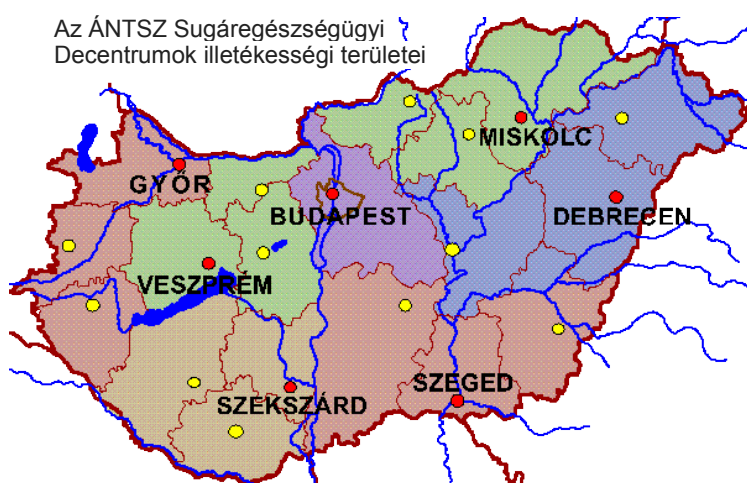 Az ÁNTSZ Sugáregészségügyi
Decentrumok illetékességi területei
MISKOLC
GYŐR
BUDAPEST
DEBRECEN
VESZPRÉM
SZEGED
SZEKSZÁRD